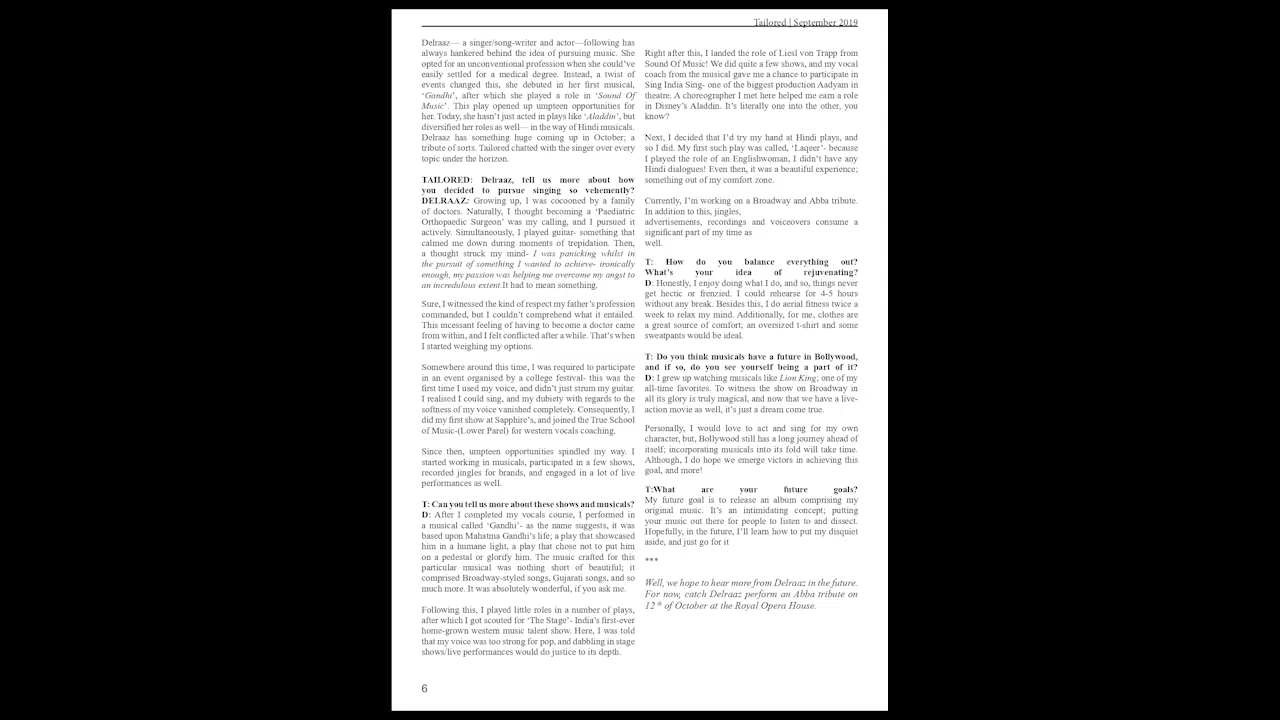 Tailored | September 2019
Delraaz— a singer/song-writer and actor—following has
always hankered behind the idea of pursuing music. She
opted for an unconventional profession when she could've
easily settled for a medical degree. Instead, a twist of
events changed this, she debuted in her first musical,
'Gandhi', after which she played a role in 'Sound Of
Music'. This play opened up umpteen opportunities for
her. Today, she hasn't just acted in plays like 'Aladdin', but
diversified her roles as well— in the way of Hindi musicals.
Delraaz has something huge coming up in October; a
tribute of sorts. Tailored chatted with the singer over every
topic under the horizon.
TAILORED: Delraaz, tell us more about how
you decided to pursue singing so vehemently?
DELRAAZ: Growing up, I was cocooned by a family
of doctors. Naturally, I thought becoming a 'Paediatric
Orthopaedic Surgeon' was my calling, and I pursued it
actively. Simultaneously, I played guitar- something that
calmed me down during moments of trepidation. Then,
a thought struck my mind- I was panicking whilst in
the pursuit of something I wanted to achieve- ironically
enough, my passion was helping me overcome my angst to
an incredulous extent.It had to mean something.
Sure, I witnessed the kind of respect my father's profession
commanded, but I couldn't comprehend what it entailed.
This incessant feeling of having to become a doctor came
from within, and I felt conflicted after a while. That's when
I started weighing my options.
Somewhere around this time, I was required to participate
in an event organised by a college festival- this was the
first time I used my voice, and didn't just strum my guitar.
I realised I could sing, and my dubiety with regards to the
softness of my voice vanished completely. Consequently, I
did my first show at Sapphire's, and joined the True School
of Music-(Lower Parel) for western vocals coaching.
Since then, umpteen opportunities spindled my way. I
started working in musicals, participated in a few shows,
recorded jingles for brands, and engaged in a lot of live
performances as well.
T: Can you tell us more about these shows and musicals?
D: After I completed my vocals course, I performed in
a musical called 'Gandhi'- as the name suggests, it was
based upon Mahatma Gandhi's life; a play that showcased
him in a humane light, a play that chose not to put him
on a pedestal or glorify him. The music crafted for this
particular musical was nothing short of beautiful; it
comprised Broadway-styled songs, Gujarati songs, and so
much more. It was absolutely wonderful, if you ask me.
Following this, I played little roles in a number of plays,
after which I got scouted for 'The Stage'- India's first-ever
home-grown western music talent show. Here, I was told
that my voice was too strong for pop, and dabbling in stage
shows/live performances would do justice to its depth.
Right after this, I landed the role of Liesl von Trapp from
Sound Of Music! We did quite a few shows, and my vocal
coach from the musical gave me a chance to participate in
Sing India Sing- one of the biggest production Aadyam in
theatre. A choreographer I met here helped me earn a role
in Disney's Aladdin. It's literally one into the other, you
know?
Next, I decided that I'd try my hand at Hindi plays, and
so I did. My first such play was called, 'Laqeer'- because
I played the role of an Englishwoman, I didn't have any
Hindi dialogues! Even then, it was a beautiful experience;
something out of my comfort zone.
Currently, I'm working on a Broadway and Abba tribute.
In addition to this, jingles,
advertisements, recordings and voiceovers consume a
significant part of my time as
well.
T: How do you balance everything out?
What's your idea of rejuvenating?
D: Honestly, I enjoy doing what I do, and so, things never
get hectic or frenzied. I could rehearse for 4-5 hours
without any break. Besides this, I do aerial fitness twice a
week to relax my mind. Additionally, for me, clothes are
a great source of comfort; an oversized t-shirt and some
sweatpants would be ideal.
T: Do you think musicals have a future in Bollywood,
and if so, do you see yourself being a part of it?
D: I grew up watching musicals like Lion King; one of my
all-time favorites. To witness the show on Broadway in
all its glory is truly magical, and now that we have a live-
action movie as well, it's just a dream come true.
Personally, I would love to act and sing for my own
character, but, Bollywood still has a long journey ahead of
itself; incorporating musicals into its fold will take time.
Although, I do hope we emerge victors in achieving this
goal, and more!
T:What are your future goals?
My future goal is to release an album comprising my
original music. It's an intimidating concept; putting
your music out there for people to listen to and dissect.
Hopefully, in the future, I'll learn how to put my disquiet
aside, and just go for it
***
Well, we hope to hear more from Delraaz in the future.
For now, catch Delraaz perform an Abba tribute on
12th of October at the Royal Opera House.
6